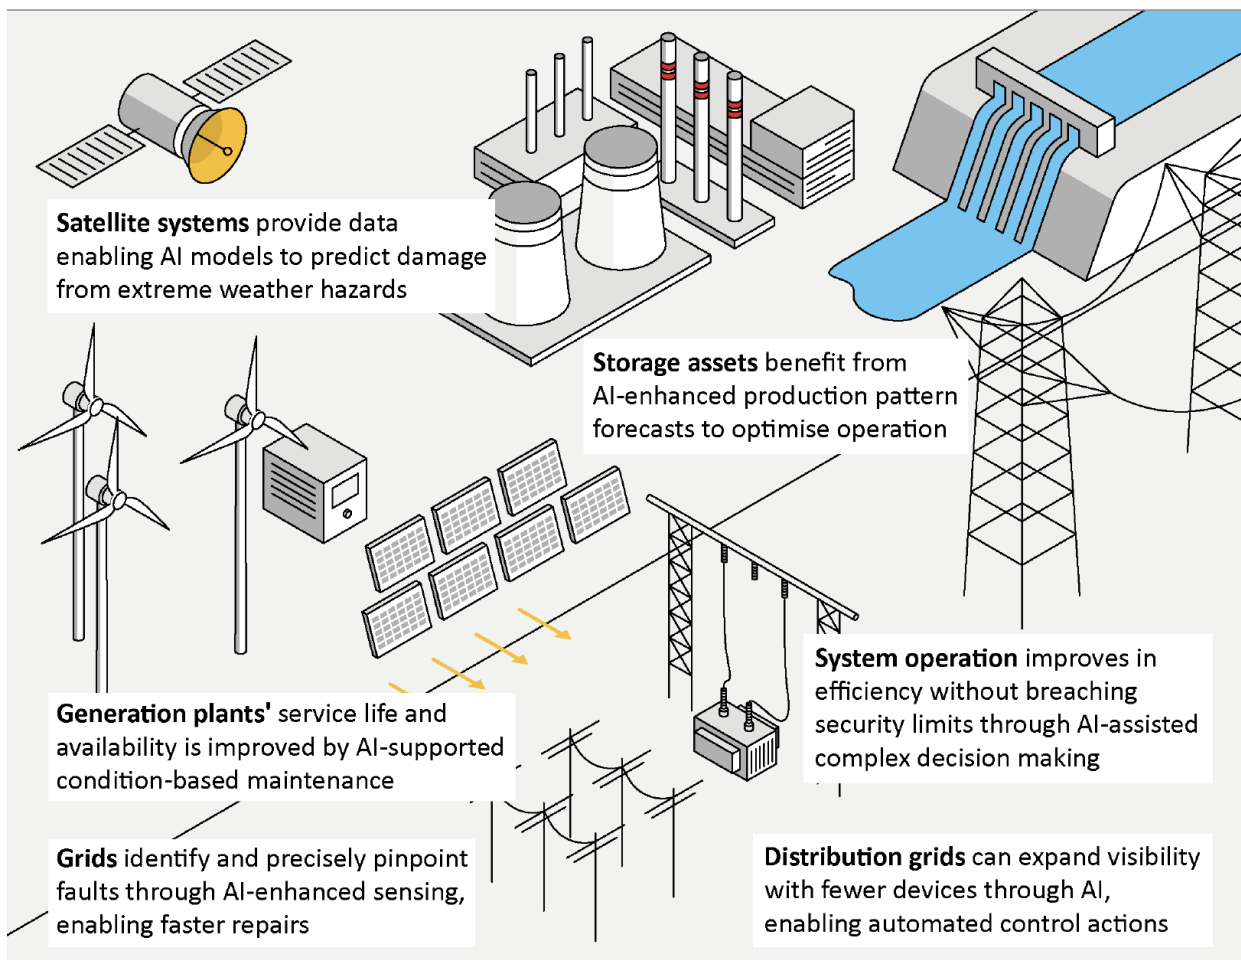 Satellite systems provide data
enabling AI models to predict damage
from extreme weather hazards
Storage assets benefit from
AI-enhanced production pattern
forecasts to optimise operation
System operation improves in
efficiency without breaching
security limits through AI-assisted
complex decision making
Generation plants' service life and
availability is improved by AI-supported
condition-based maintenance
Grids identify and precisely pinpoint
faults through AI-enhanced sensing,
enabling faster repairs
Distribution grids can expand visibility
with fewer devices through AI,
enabling automated control actions